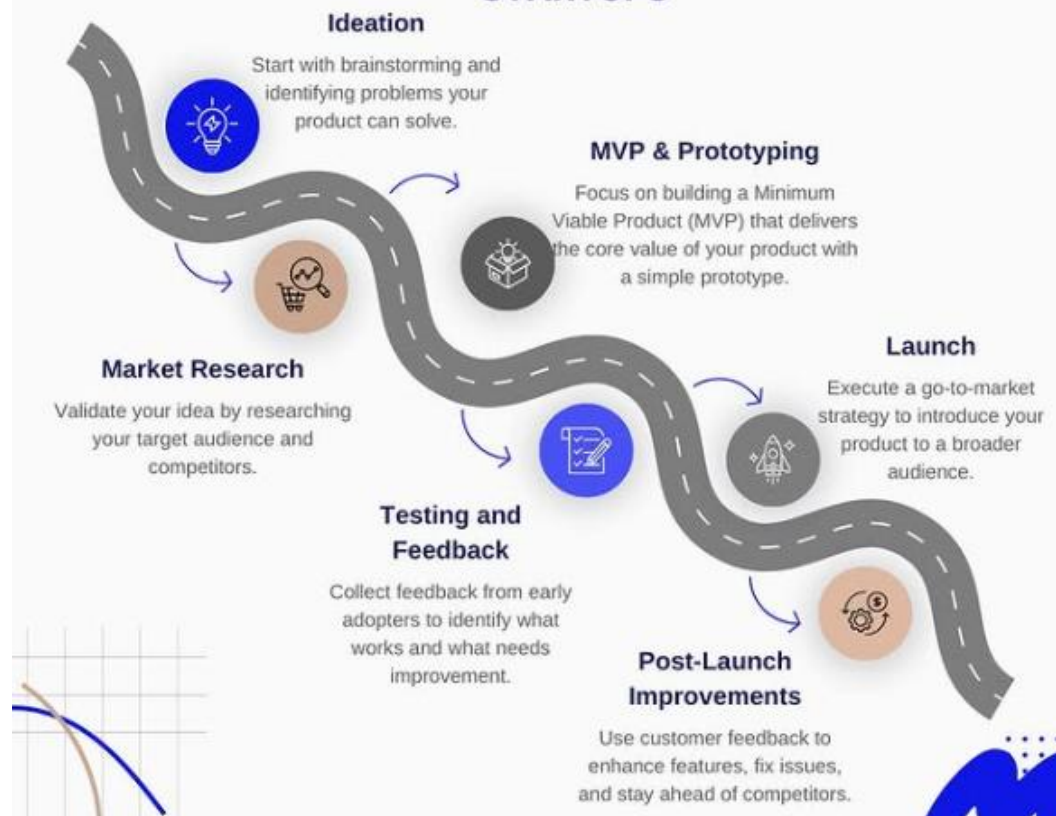 Ideation
Start with brainstorming and
identifying problems your
product can solve.
MVP & Prototyping
Focus on building a Minimum
Viable Product (MVP) that delivers
the core value of your product with
a simple prototype.
Market Research
Validate your idea by researching
your target audience and
competitors.
Launch
Execute a go-to-market
strategy to introduce your
product to a broader
audience.
Testing and
Feedback
Collect feedback from early
adopters to identify what
works and what needs
improvement.
Post-Launch
Improvements
Use customer feedback to
enhance features, fix issues,
and stay ahead of competitors.